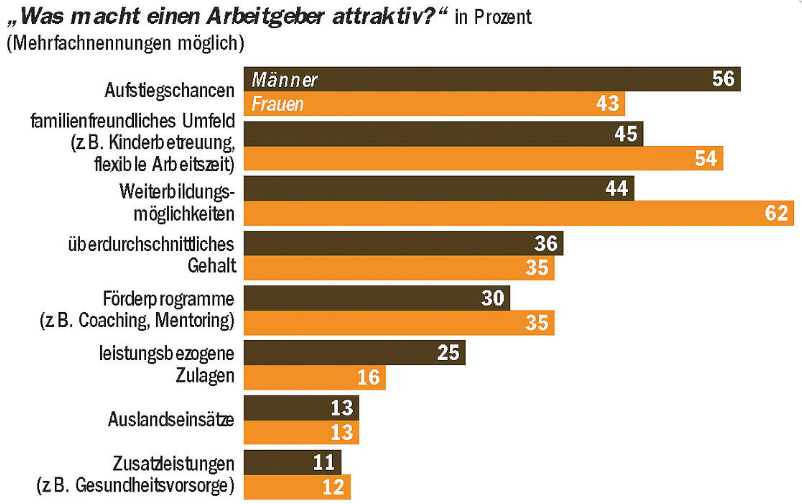 „Was macht einen Arbeitgeber attraktiv?“ in Prozent
(Mehrfachnennungen möglich)
Aufstiegschancen
Männer 56
Frauen 43
familienfreundliches Umfeld
(z.B. Kinderbetreuung,
flexible Arbeitszeit)
45
54
Weiterbildungs-
möglichkeiten
44
62
überdurchschnittliches
Gehalt
36
35
Förderprogramme
(z.B. Coaching, Mentoring)
30
35
leistungsbezogene
Zulagen
25
16
Auslandseinsätze
13
13
Zusatzleistungen
(z.B. Gesundheitsvorsorge)
11
12